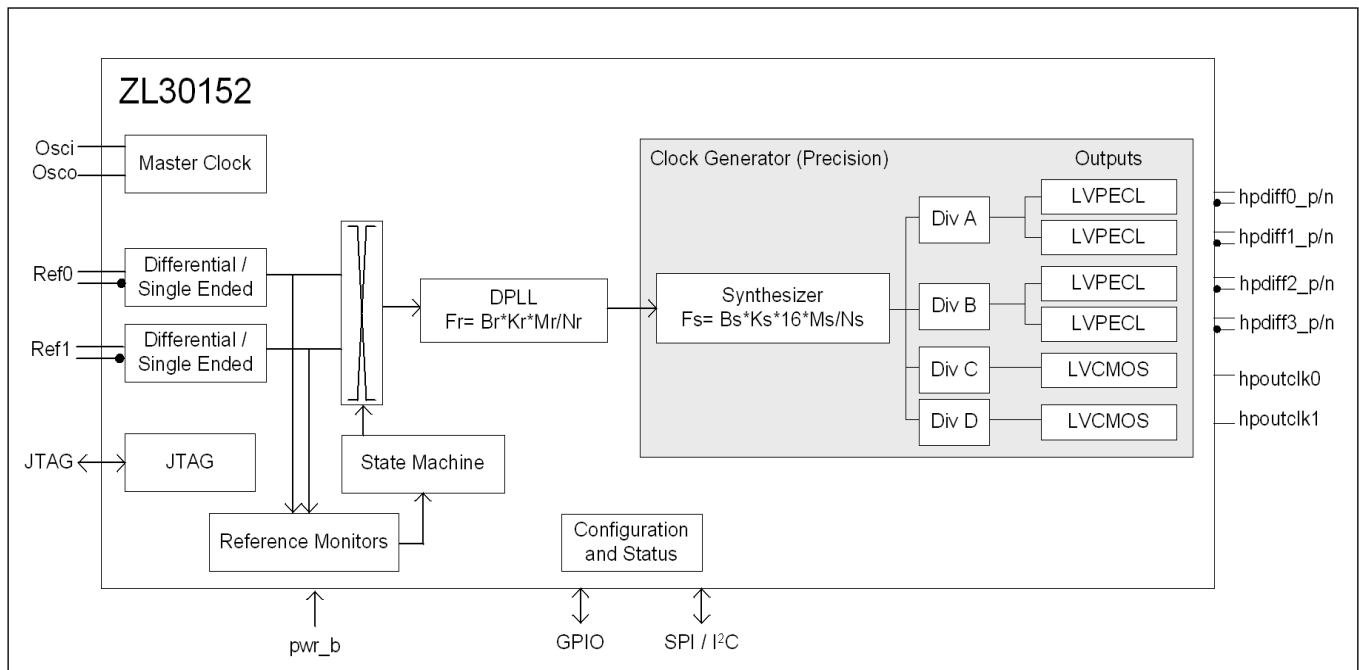 ZL30152
Osci
Osco
Master Clock
Ref0
Differential /
Single Ended
Ref1
Differential /
Single Ended
JTAG
JTAG
State Machine
Reference Monitors
pwr_b
DPLL
Fr= Br*Kr*Mr/Nr
Clock Generator (Precision)
Outputs
Synthesizer
Fs= Bs*Ks*16*Ms/Ns
Div A
LVPECL
LVPECL
Div B
LVPECL
LVPECL
Div C
LVCMOS
Div D
LVCMOS
hpdiff0_p/n
hpdiff1_p/n
hpdiff2_p/n
hpdiff3_p/n
hpoutclk0
hpoutclk1
Configuration
and Status
GPIO
SPI / I²C